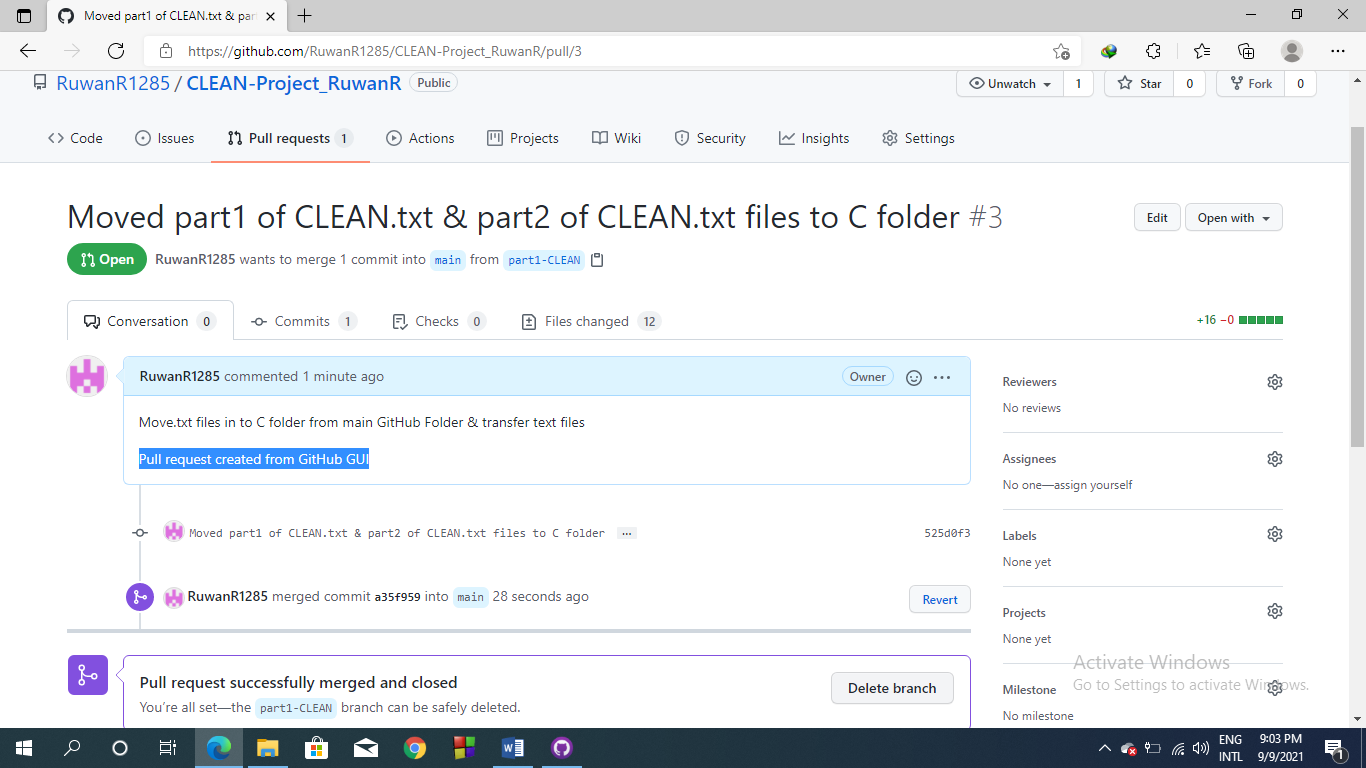 Moved part1 of CLEAN.txt & par
https://github.com/RuwanR1285/CLEAN-Project_RuwanR/pull/3
RuwanR1285 / CLEAN-Project_RuwanR Public
Unwatch 1 Star 0 Fork 0
Code Issues Pull requests 1 Actions Projects Wiki Security Insights Settings
Moved part1 of CLEAN.txt & part2 of CLEAN.txt files to C folder #3
Edit Open with
Open RuwanR1285 wants to merge 1 commit into main from part1-CLEAN
Conversation 0 Commits 1 Checks 0 Files changed 12
+16 −0
RuwanR1285 commented 1 minute ago
Owner
Move.txt files in to C folder from main GitHub Folder & transfer text files
Pull request created from GitHub GUI
Moved part1 of CLEAN.txt & part2 of CLEAN.txt files to C folder ... 525d0f3
RuwanR1285 merged commit a35f959 into main 28 seconds ago
Revert
Pull request successfully merged and closed
You're all set—the part1-CLEAN branch can be safely deleted.
Delete branch
Reviewers
No reviews
Assignees
No one—assign yourself
Labels
None yet
Projects
None yet
Milestone
No milestone
Activate Windows
Go to Settings to activate Windows.
ENG
INTL
9:03 PM
9/9/2021
1